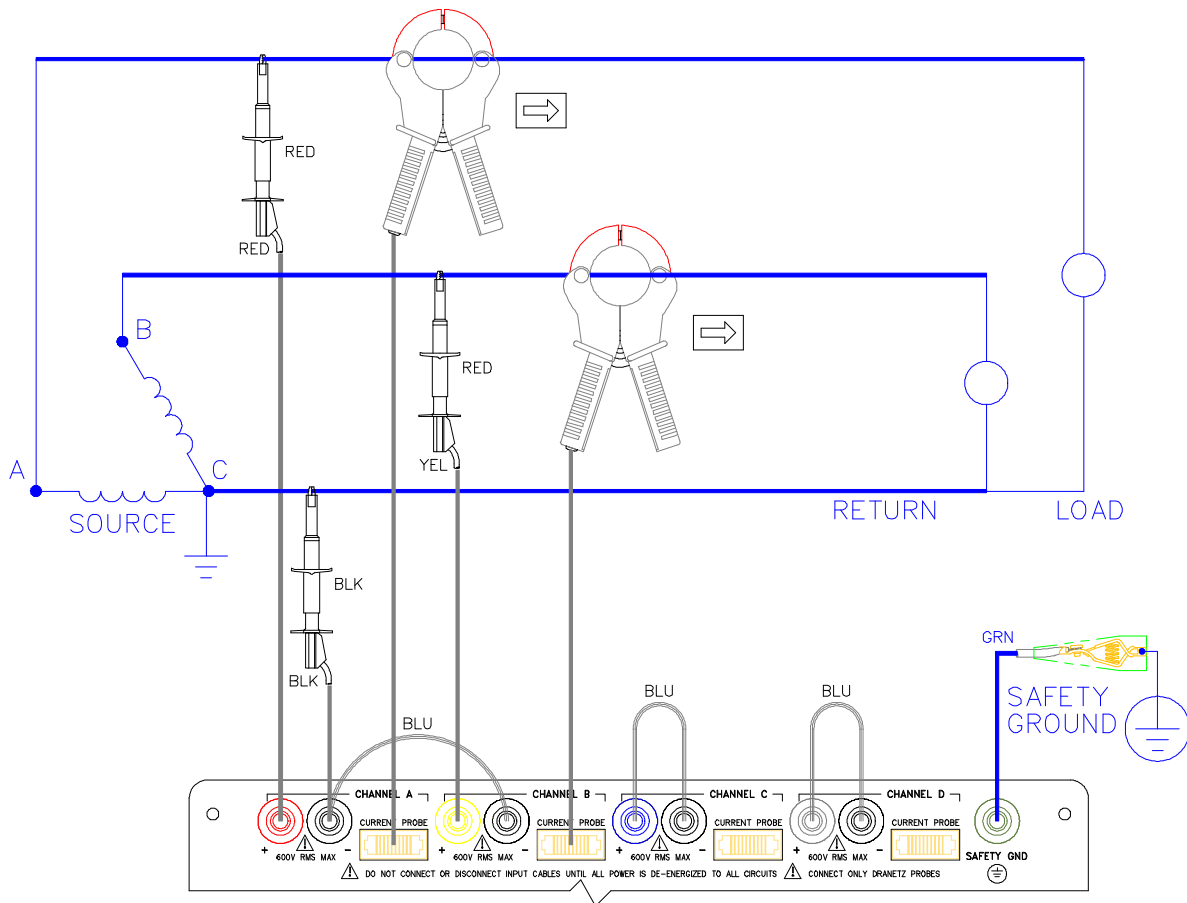 RED
RED
B
RED
YEL
A
C
SOURCE
RETURN
LOAD
BLK
BLK
GRN
SAFETY
GROUND
BLU
BLU
BLU
CHANNEL A
CHANNEL B
CHANNEL C
CHANNEL D
CURRENT PROBE
CURRENT PROBE
CURRENT PROBE
CURRENT PROBE
+ 600V RMS MAX -
+ 600V RMS MAX -
+ 600V RMS MAX -
+ 600V RMS MAX -
SAFETY GND
DO NOT CONNECT OR DISCONNECT INPUT CABLES UNTIL ALL POWER IS DE-ENERGIZED TO ALL CIRCUITS
CONNECT ONLY DRANETZ PROBES